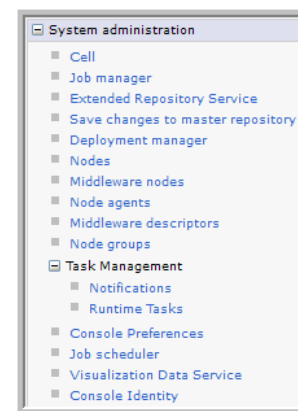 System administration
Cell
Job manager
Extended Repository Service
Save changes to master repository
Deployment manager
Nodes
Middleware nodes
Node agents
Middleware descriptors
Node groups
Task Management
Notifications
Runtime Tasks
Console Preferences
Job scheduler
Visualization Data Service
Console Identity